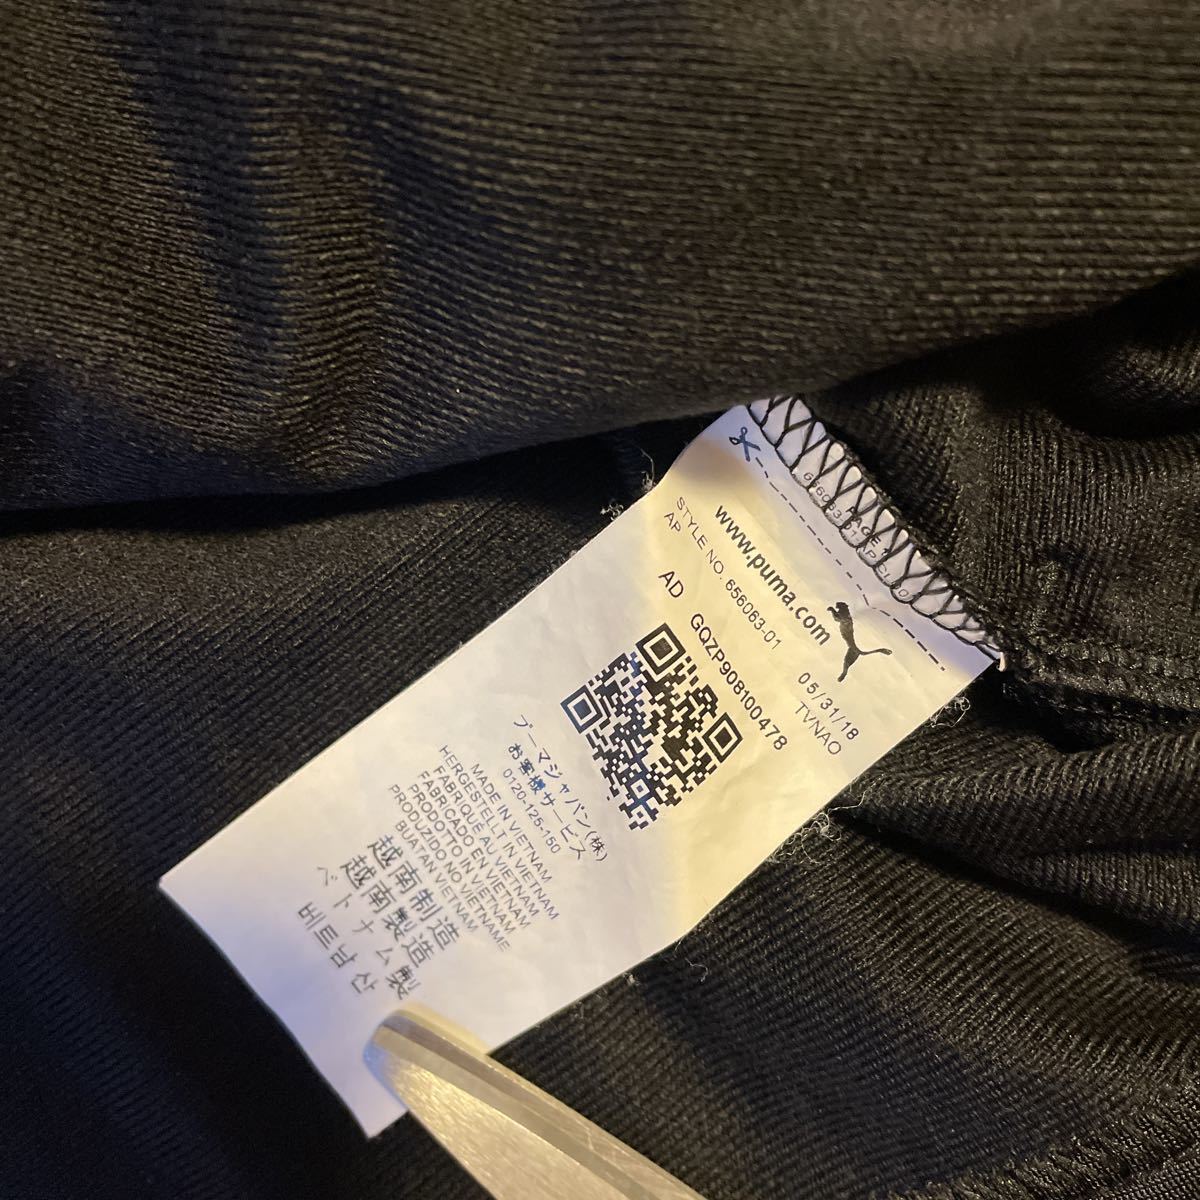 www.puma.com
STYLE NO. 656063-01 05/31/18
AP TVNAO
AD GQZP908100478
プーマジャパン(株)
お客様サービス
0120-125-150
MADE IN VIETNAM
HERGESTELLT IN VIETNAM
FABRIQUÉ AU VIETNAM
FABRICADO EN VIETNAM
PRODOTTO IN VIETNAM
PRODUZIDO NO VIETNAME
BUATAN VIETNAM
越南制造
越南製造
ベトナム製
베트남산